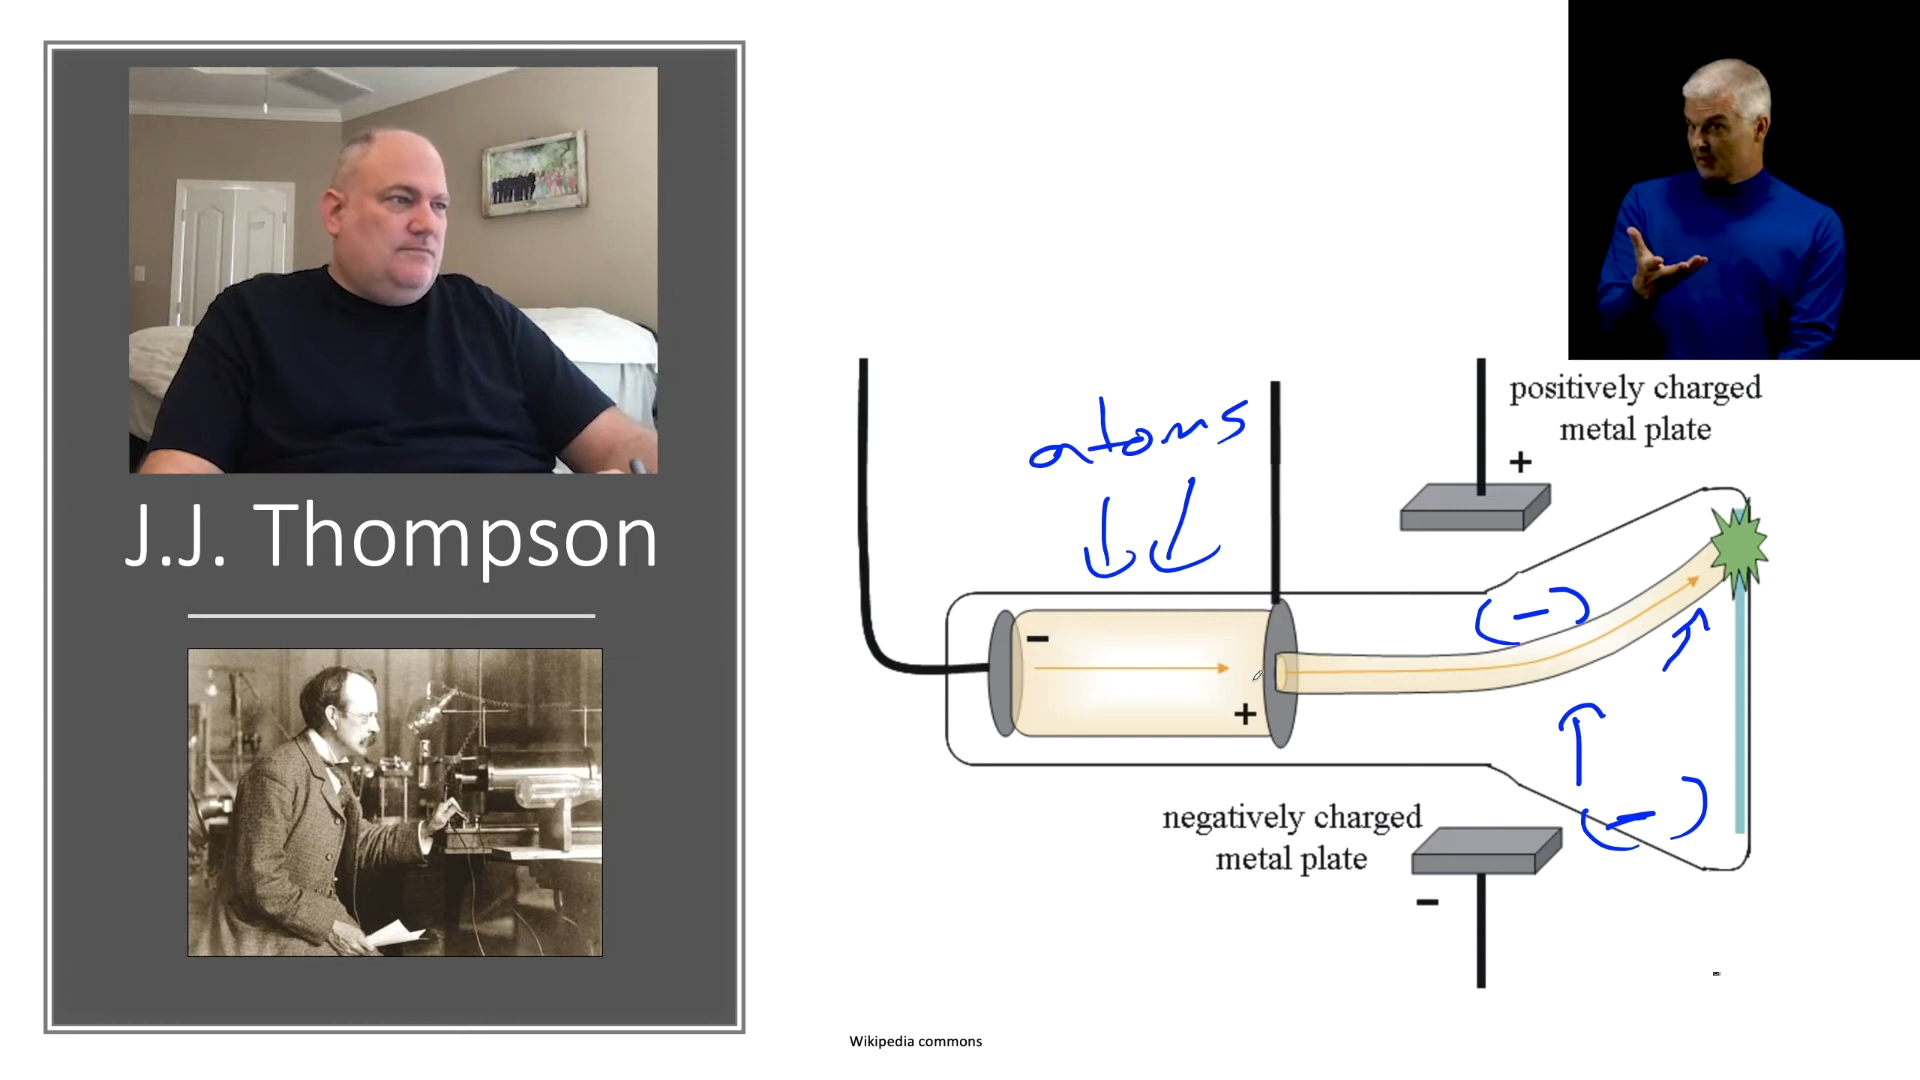 J.J. Thompson
atoms
positively charged
metal plate
+
(-)
−
+
(-)
negatively charged
metal plate
−
Wikipedia commons